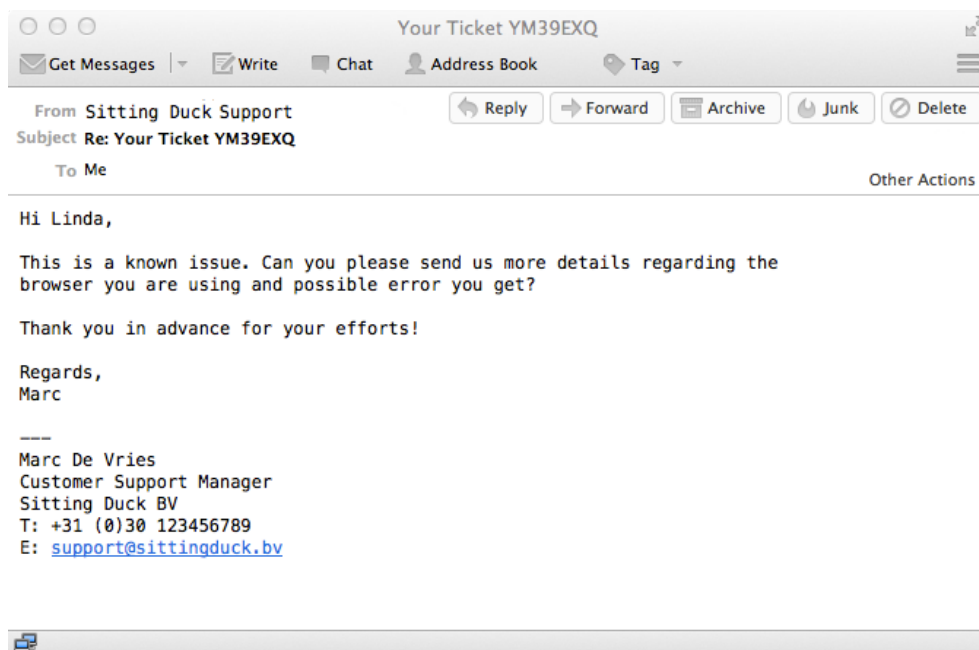 Your Ticket YM39EXQ
Get Messages Write Chat Address Book Tag
From Sitting Duck Support Reply Forward Archive Junk Delete
Subject Re: Your Ticket YM39EXQ
To Me
Other Actions
Hi Linda,
This is a known issue. Can you please send us more details regarding the
browser you are using and possible error you get?
Thank you in advance for your efforts!
Regards,
Marc
---
Marc De Vries
Customer Support Manager
Sitting Duck BV
T: +31 (0)30 123456789
E: support@sittingduck.bv